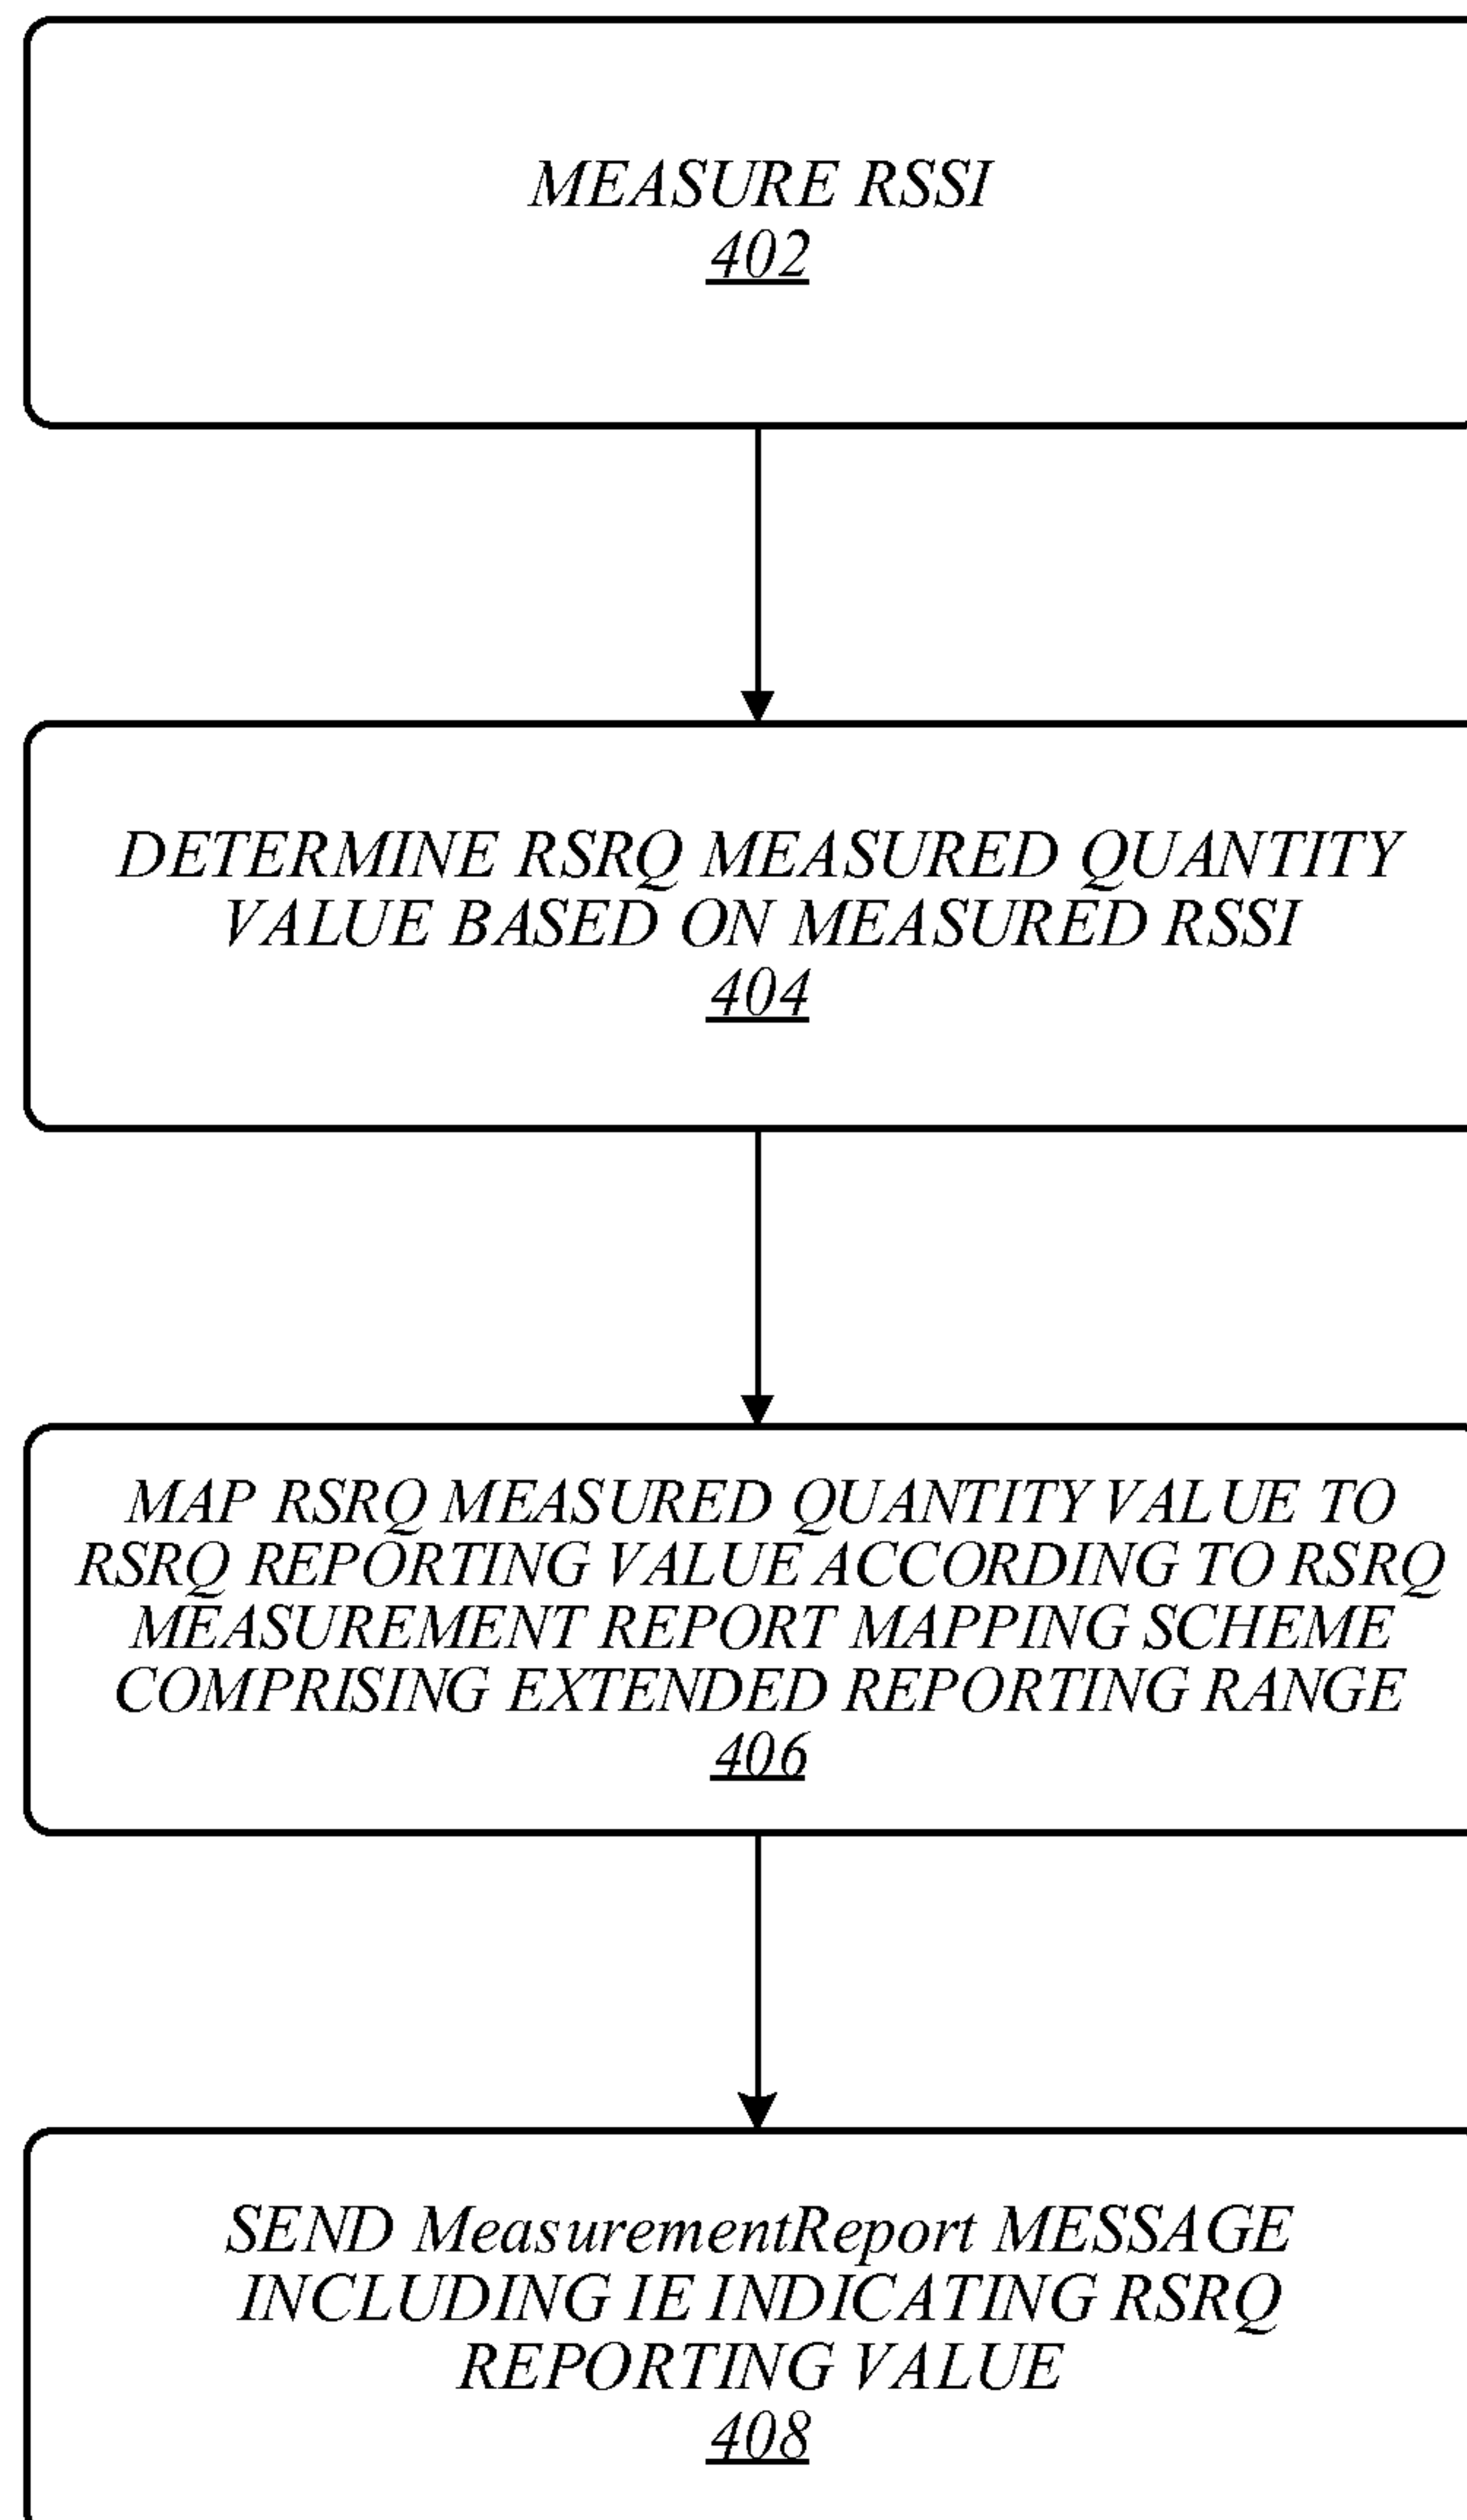 MEASURE RSSI
402
DETERMINE RSRQ MEASURED QUANTITY
VALUE BASED ON MEASURED RSSI
404
MAP RSRQ MEASURED QUANTITY VALUE TO
RSRQ REPORTING VALUE ACCORDING TO RSRQ
MEASUREMENT REPORT MAPPING SCHEME
COMPRISING EXTENDED REPORTING RANGE
406
SEND MeasurementReport MESSAGE
INCLUDING IE INDICATING RSRQ
REPORTING VALUE
408